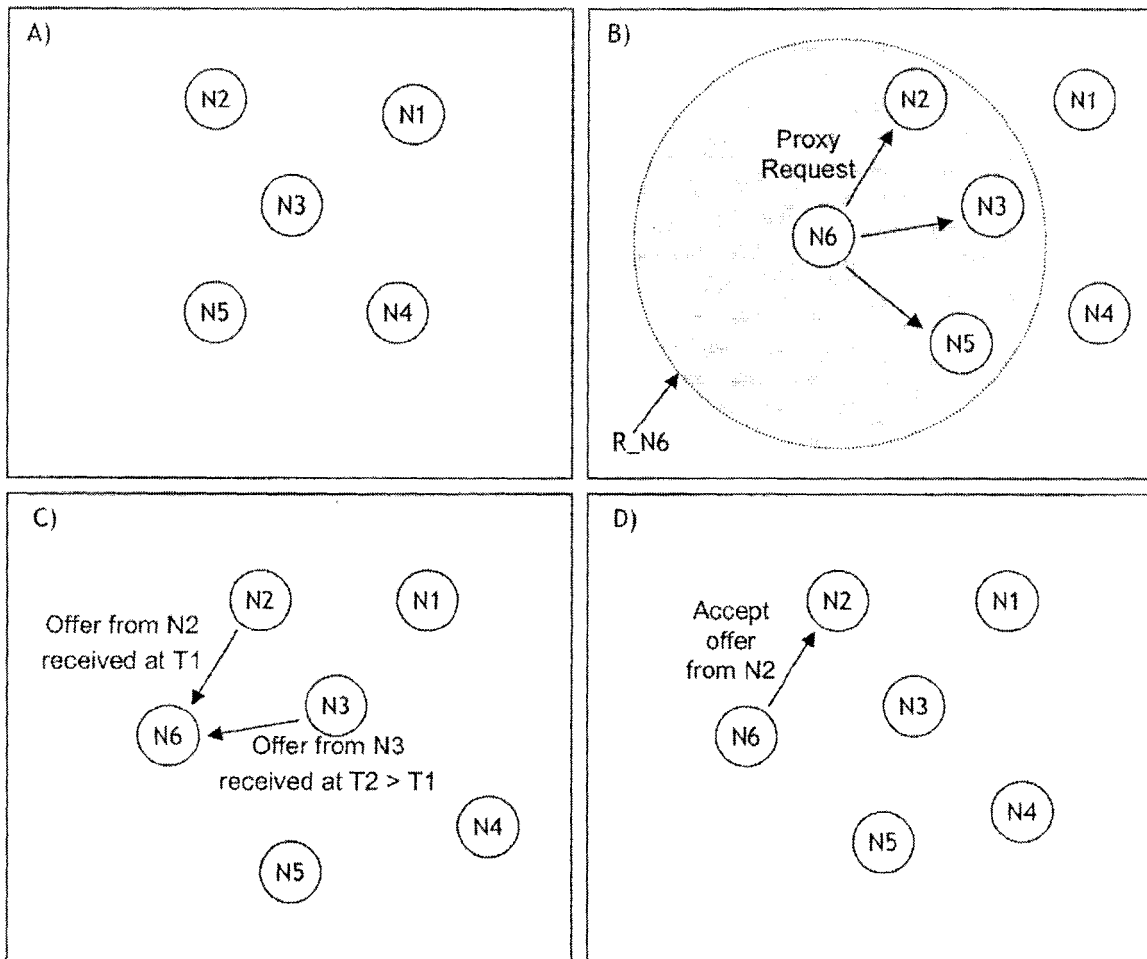 A)
N2
N1
N3
N5
N4
B)
N2
N1
Proxy
Request
N3
N6
N4
N5
R_N6
C)
N2
N1
Offer from N2
received at T1
N3
N6
Offer from N3
received at T2 > T1
N4
N5
D)
N2
N1
Accept
offer
from N2
N3
N6
N4
N5